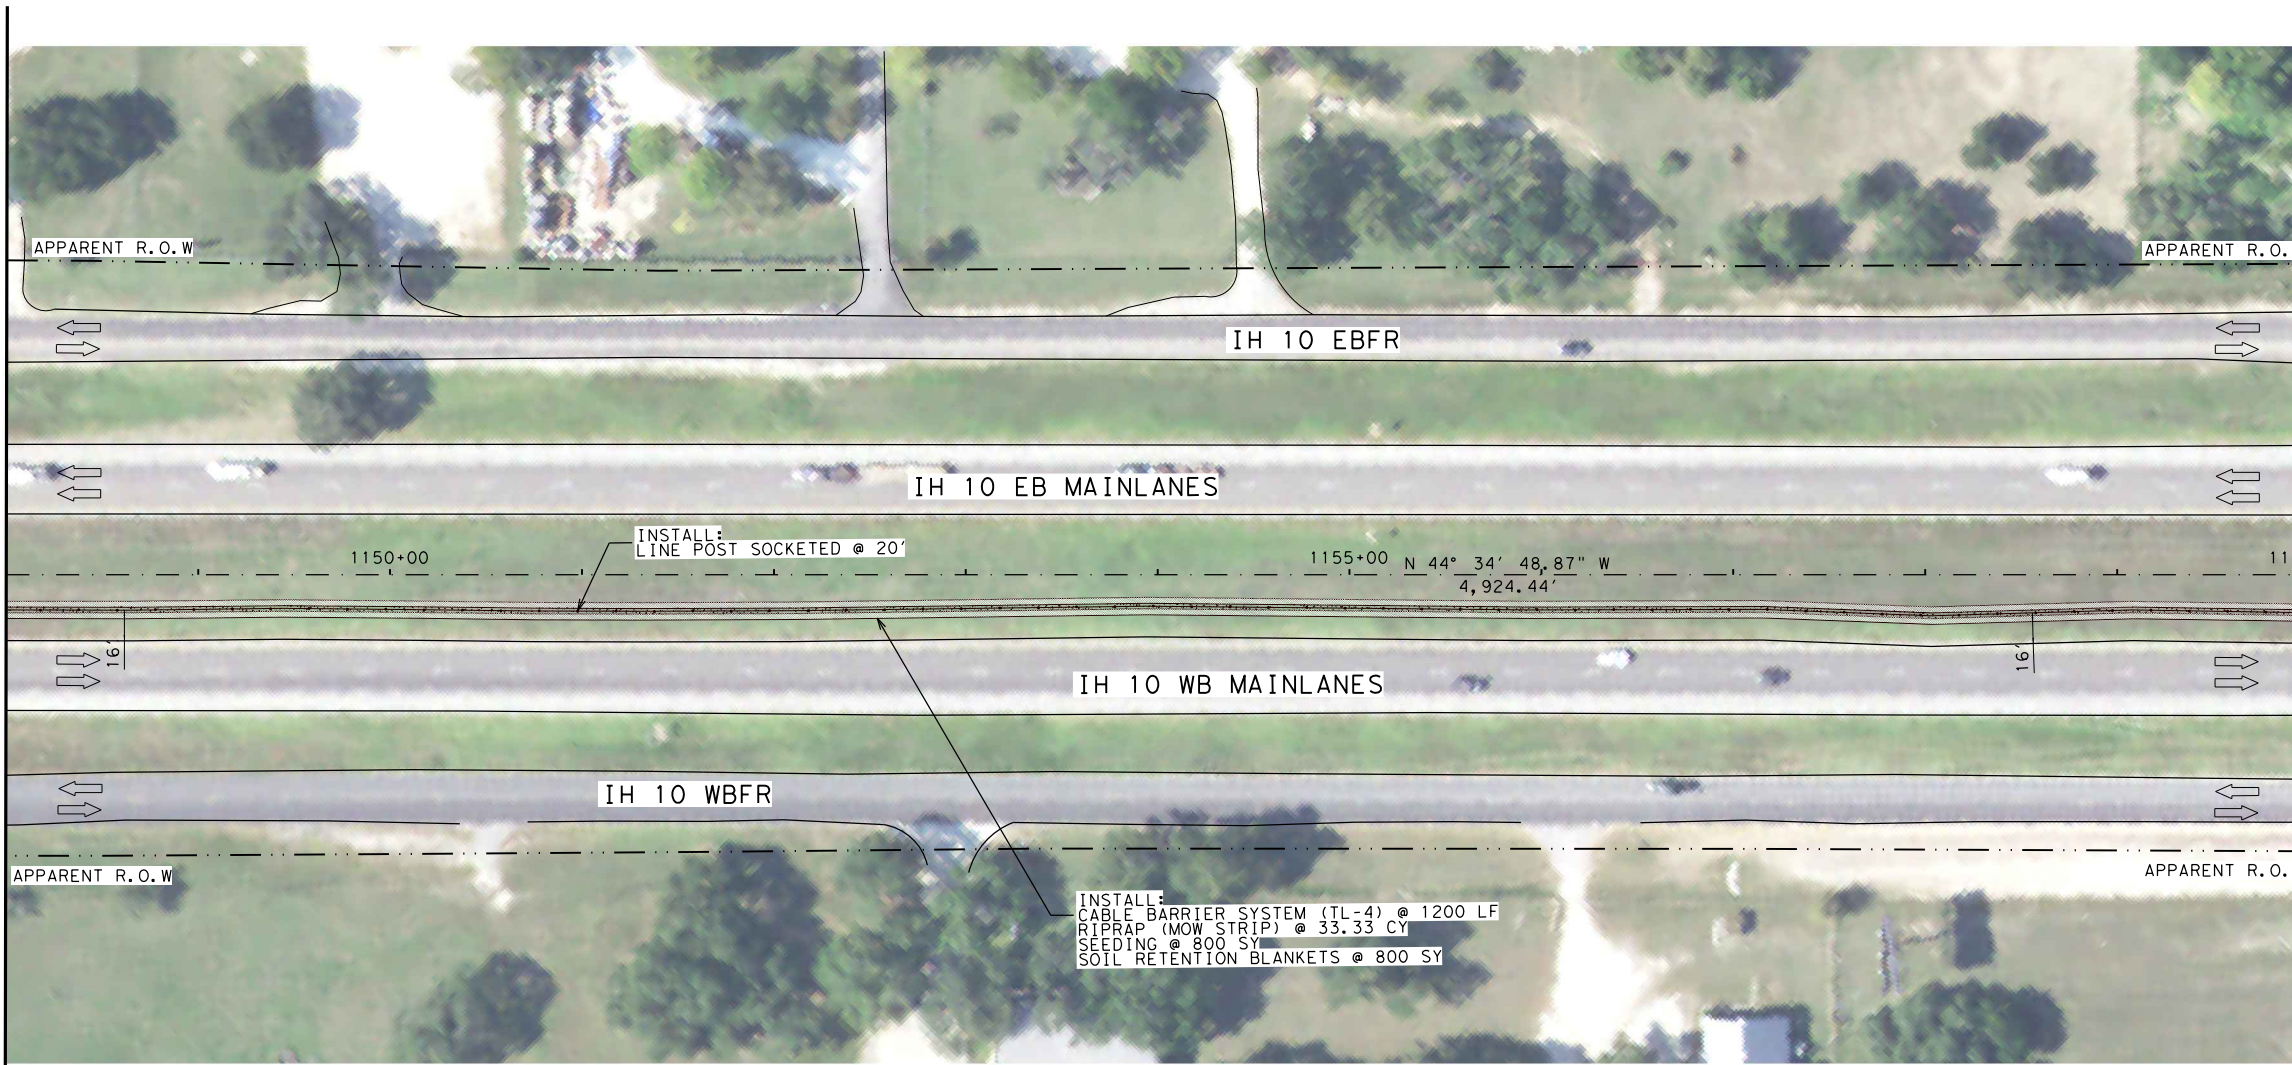 APPARENT R.O.W
APPARENT R.O.
IH 10 EBFR
IH 10 EB MAINLANES
INSTALL:
LINE POST SOCKETED @ 20'
1150+00
1155+00
N 44° 34' 48.87" W
4,924.44'
11
16'
16'
IH 10 WB MAINLANES
IH 10 WBFR
APPARENT R.O.W
APPARENT R.O.
INSTALL:
CABLE BARRIER SYSTEM (TL-4) @ 1200 LF
RIPRAP (MOW STRIP) @ 33.33 CY
SEEDING @ 800 SY
SOIL RETENTION BLANKETS @ 800 SY